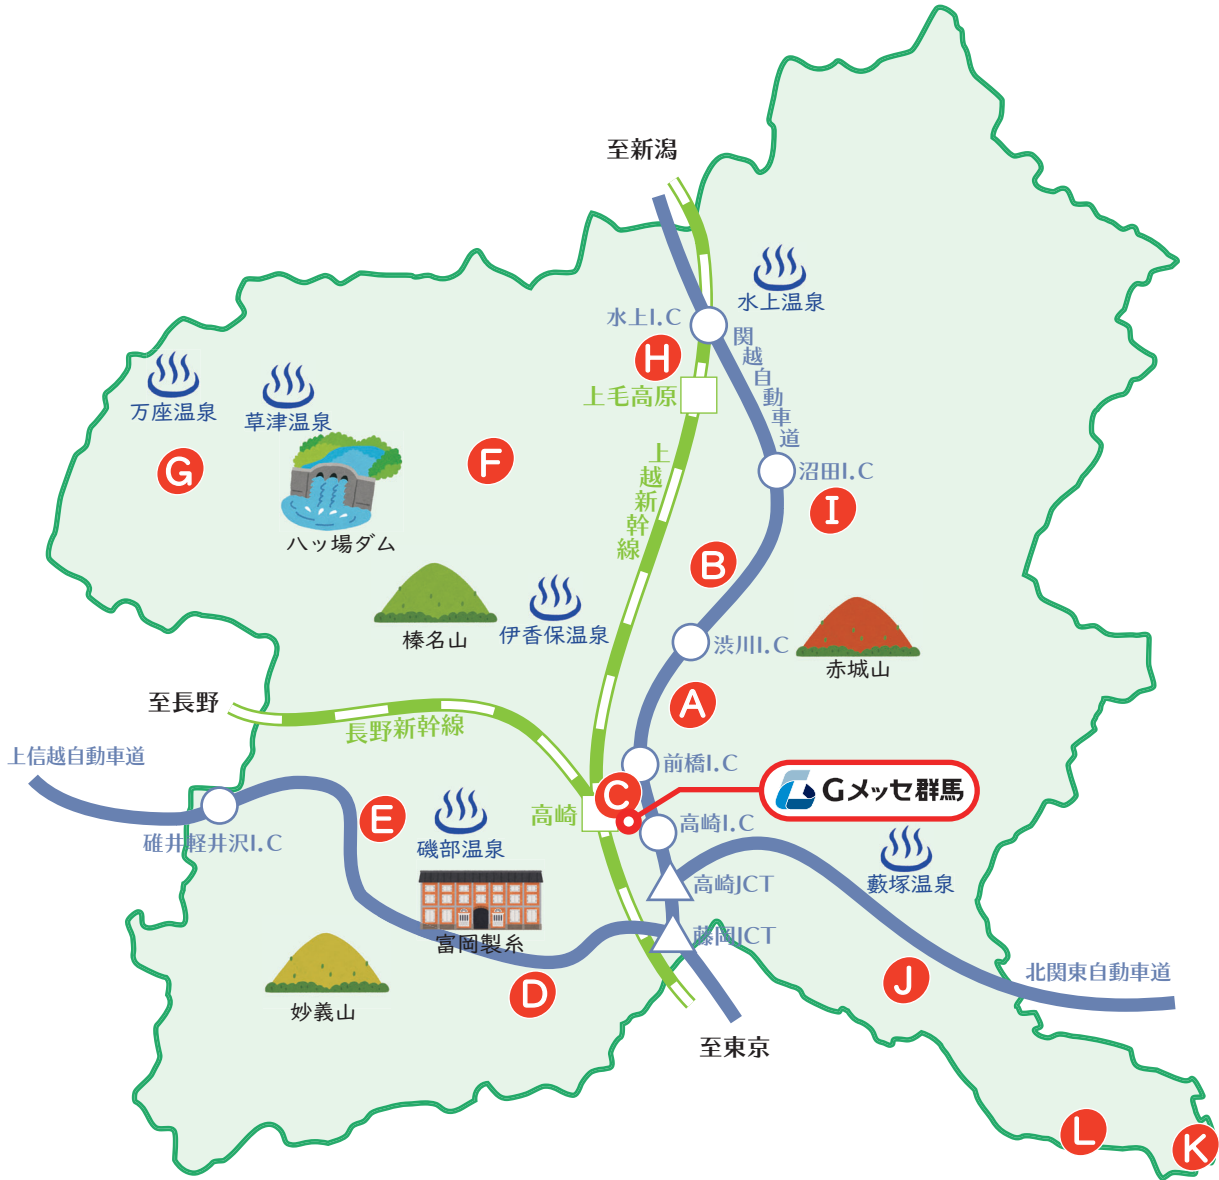 至新潟
水上温泉
水上I.C
関越自動車道
H
上毛高原
万座温泉
草津温泉
G
F
上越新幹線
沼田I.C
I
八ッ場ダム
B
榛名山
伊香保温泉
渋川I.C
赤城山
至長野
A
長野新幹線
上信越自動車道
前橋I.C
C
Gメッセ群馬
高崎
高崎I.C
E
碓井軽井沢I.C
磯部温泉
高崎JCT
藪塚温泉
富岡製糸
藤岡JCT
北関東自動車道
J
D
妙義山
至東京
L
K